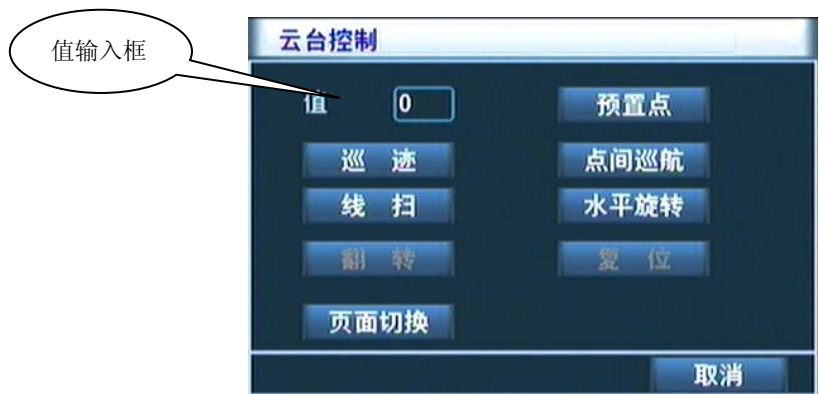 值输入框
云台控制
值 0 预置点
巡 迹 点间巡航
线 扫 水平旋转
翻 转 复 位
页面切换
取消